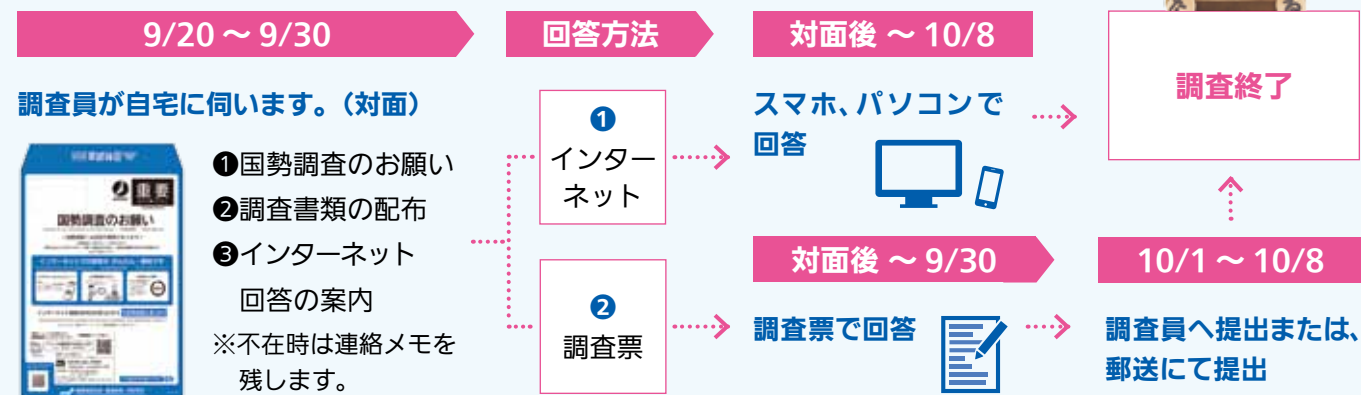 9/20 ~ 9/30
調査員が自宅に伺います。（対面）
重要
国勢調査のお願い
❶国勢調査のお願い
❷調査書類の配布
❸インターネット
回答の案内
※不在時は連絡メモを
残します。
回答方法
❶
インター
ネット
❷
調査票
対面後 ~ 10/8
スマホ、パソコンで
回答
対面後 ~ 9/30
調査票で回答
10/1 ~ 10/8
調査員へ提出または、
郵送にて提出
調査終了